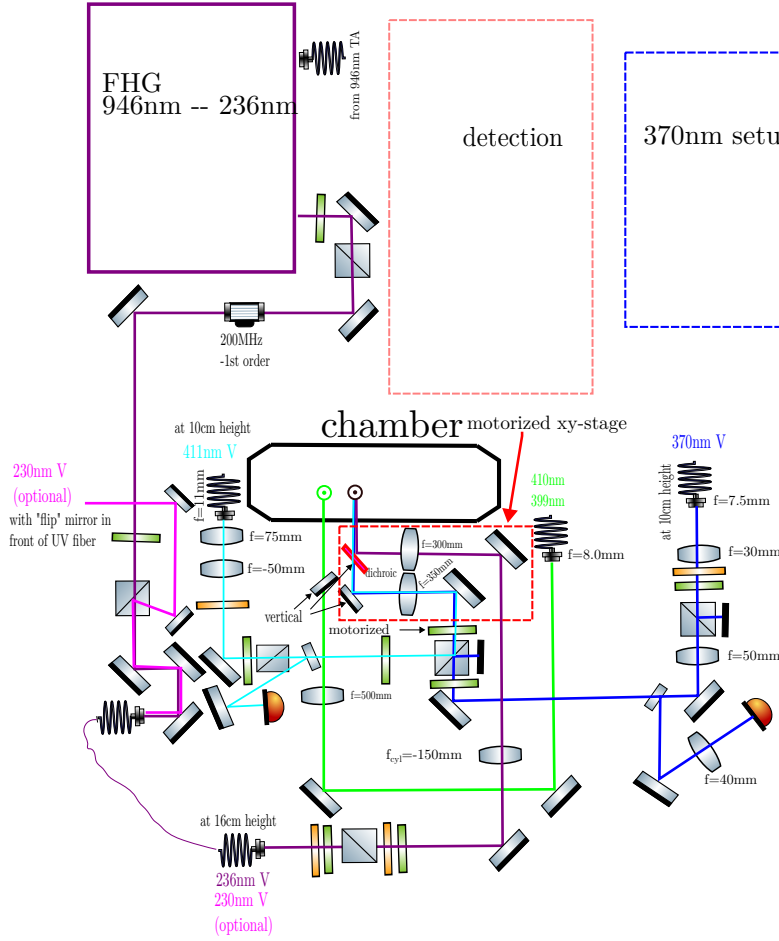 FHG
946nm -- 236nm
from 946nm TA
detection
370nm setu
200MHz
-1st order
chamber
motorized xy-stage
at 10cm height
411nm V
370nm V
230nm V
(optional)
with "flip" mirror in
front of UV fiber
f=11mm
410nm
399nm
at 10cm height
f=7.5mm
f=75mm
f=-50mm
f=300mm
f=8.0mm
f=30mm
dichroic
f=350mm
vertical
motorized
f=50mm
f=500mm
f_cyl=-150mm
f=40mm
at 16cm height
236nm V
230nm V
(optional)